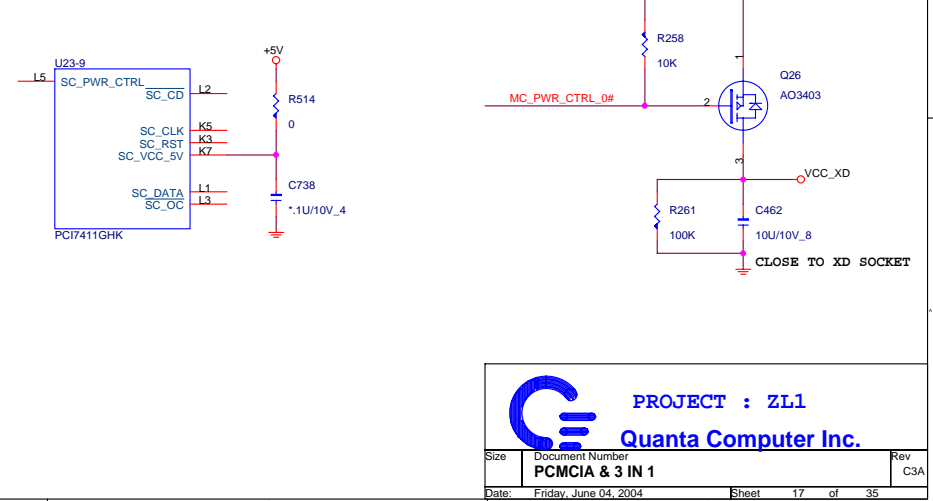 U23-9
L5
SC_PWR_CTRL
SC_CD
L2
SC_CLK
K5
SC_RST
K3
SC_VCC_5V
K7
SC_DATA
L1
SC_OC
L3
PCI7411GHK
+5V
R514
0
C738
*.1U/10V_4
R258
10K
MC_PWR_CTRL_0#
2
1
Q26
AO3403
3
VCC_XD
R261
100K
C462
10U/10V_8
CLOSE TO XD SOCKET
A
PROJECT : ZL1
Quanta Computer Inc.
Size Document Number Rev
PCMCIA & 3 IN 1 C3A
Date: Friday, June 04, 2004 Sheet 17 of 35